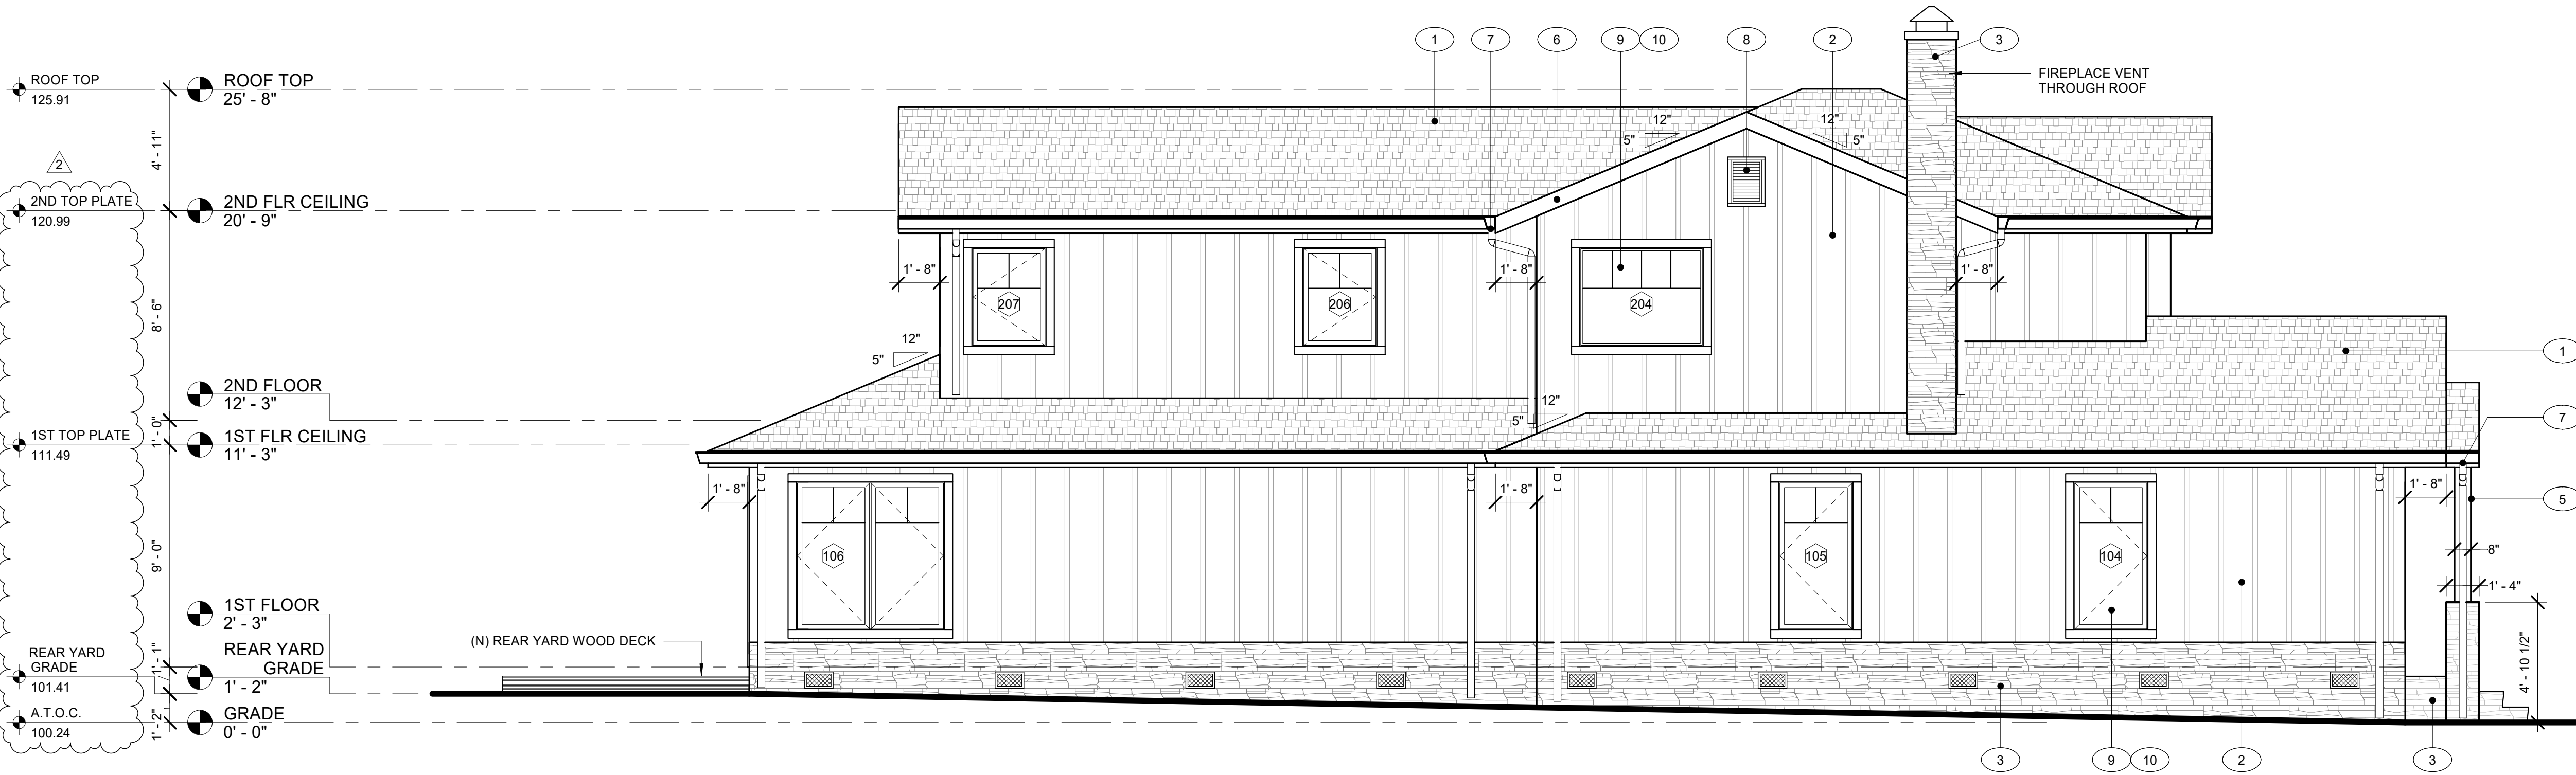 1
7
6
9
10
8
2
3
FIREPLACE VENT
THROUGH ROOF
ROOF TOP
125.91
ROOF TOP
25' - 8"
4' - 11"
12"
5"
12"
5"
2
2ND TOP PLATE
120.99
2ND FLR CEILING
20' - 9"
8' - 6"
1' - 8"
1' - 8"
1' - 8"
207
206
204
12"
5"
1
2ND FLOOR
12' - 3"
12"
5"
7
1' - 0"
1ST TOP PLATE
111.49
1ST FLR CEILING
11' - 3"
1' - 8"
1' - 8"
1' - 8"
5
9' - 0"
106
105
104
8"
1' - 4"
1ST FLOOR
2' - 3"
(N) REAR YARD WOOD DECK
4' - 10 1/2"
REAR YARD
GRADE
101.41
1' - 1"
REAR YARD
GRADE
1' - 2"
A.T.O.C.
100.24
1' - 2"
GRADE
0' - 0"
3
9
10
2
3